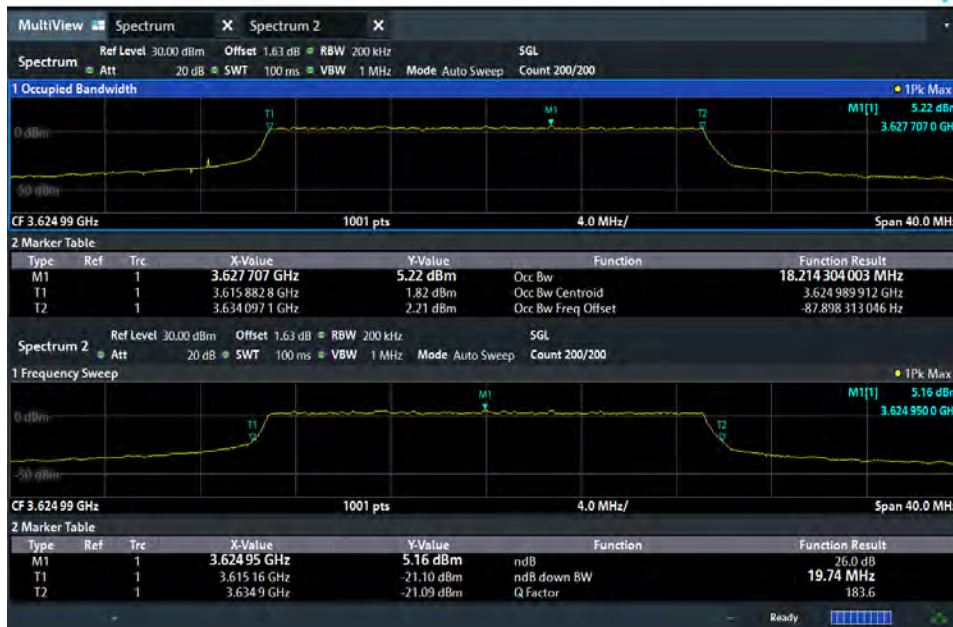 MultiView Spectrum X Spectrum 2 X
Ref Level 30.00 dBm Offset 1.63 dB RBW 200 kHz SGL
Spectrum Att 20 dB SWT 100 ms VBW 1 MHz Mode Auto Sweep Count 200/200
1 Occupied Bandwidth 1Pk Max
M1[1] 5.22 dBm
3.627 707 0 GH
T1 M1 T2
0 dBm
-50 dBm
CF 3.624 99 GHz 1001 pts 4.0 MHz/ Span 40.0 MH
2 Marker Table
Type Ref Trc X-Value Y-Value Function Function Result
M1 1 3.627 707 GHz 5.22 dBm Occ Bw 18.214 304 003 MHz
T1 1 3.615 882 8 GHz 1.82 dBm Occ Bw Centroid 3.624 989 912 GHz
T2 1 3.634 097 1 GHz 2.21 dBm Occ Bw Freq Offset -87.898 313 046 Hz
Ref Level 30.00 dBm Offset 1.63 dB RBW 200 kHz SGL
Spectrum 2 Att 20 dB SWT 100 ms VBW 1 MHz Mode Auto Sweep Count 200/200
1 Frequency Sweep 1Pk Max
M1[1] 5.16 dBm
3.624 950 0 GH
M1
0 dBm
T1 T2
-50 dBm
CF 3.624 99 GHz 1001 pts 4.0 MHz/ Span 40.0 MH
2 Marker Table
Type Ref Trc X-Value Y-Value Function Function Result
M1 1 3.624 95 GHz 5.16 dBm ndB 26.0 dB
T1 1 3.615 16 GHz -21.10 dBm ndB down BW 19.74 MHz
T2 1 3.634 9 GHz -21.09 dBm Q Factor 183.6
Ready